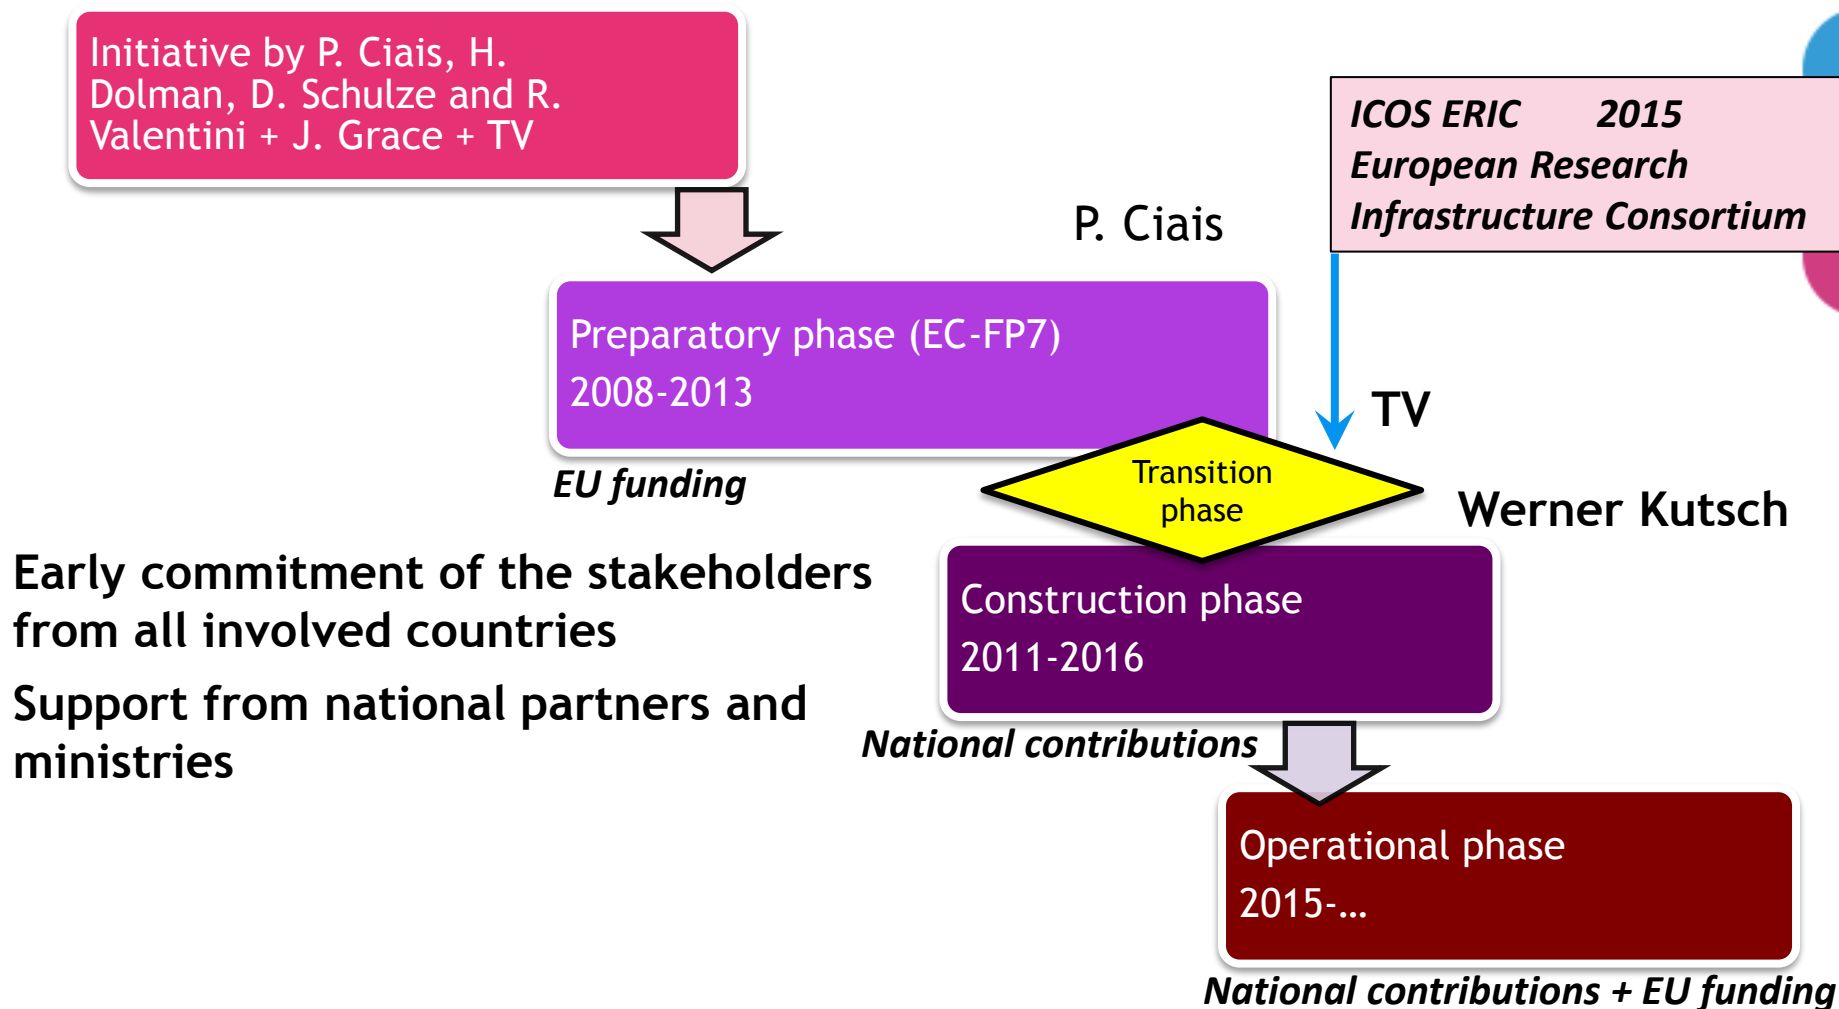 Initiative by P. Ciais, H.
Dolman, D. Schulze and R.
Valentini + J. Grace + TV
ICOS ERIC 2015
European Research
Infrastructure Consortium
P. Ciais
Preparatory phase (EC-FP7)
2008-2013
EU funding
TV
Transition
phase
Werner Kutsch
Early commitment of the stakeholders
from all involved countries
Support from national partners and
ministries
Construction phase
2011-2016
National contributions
Operational phase
2015-…
National contributions + EU funding